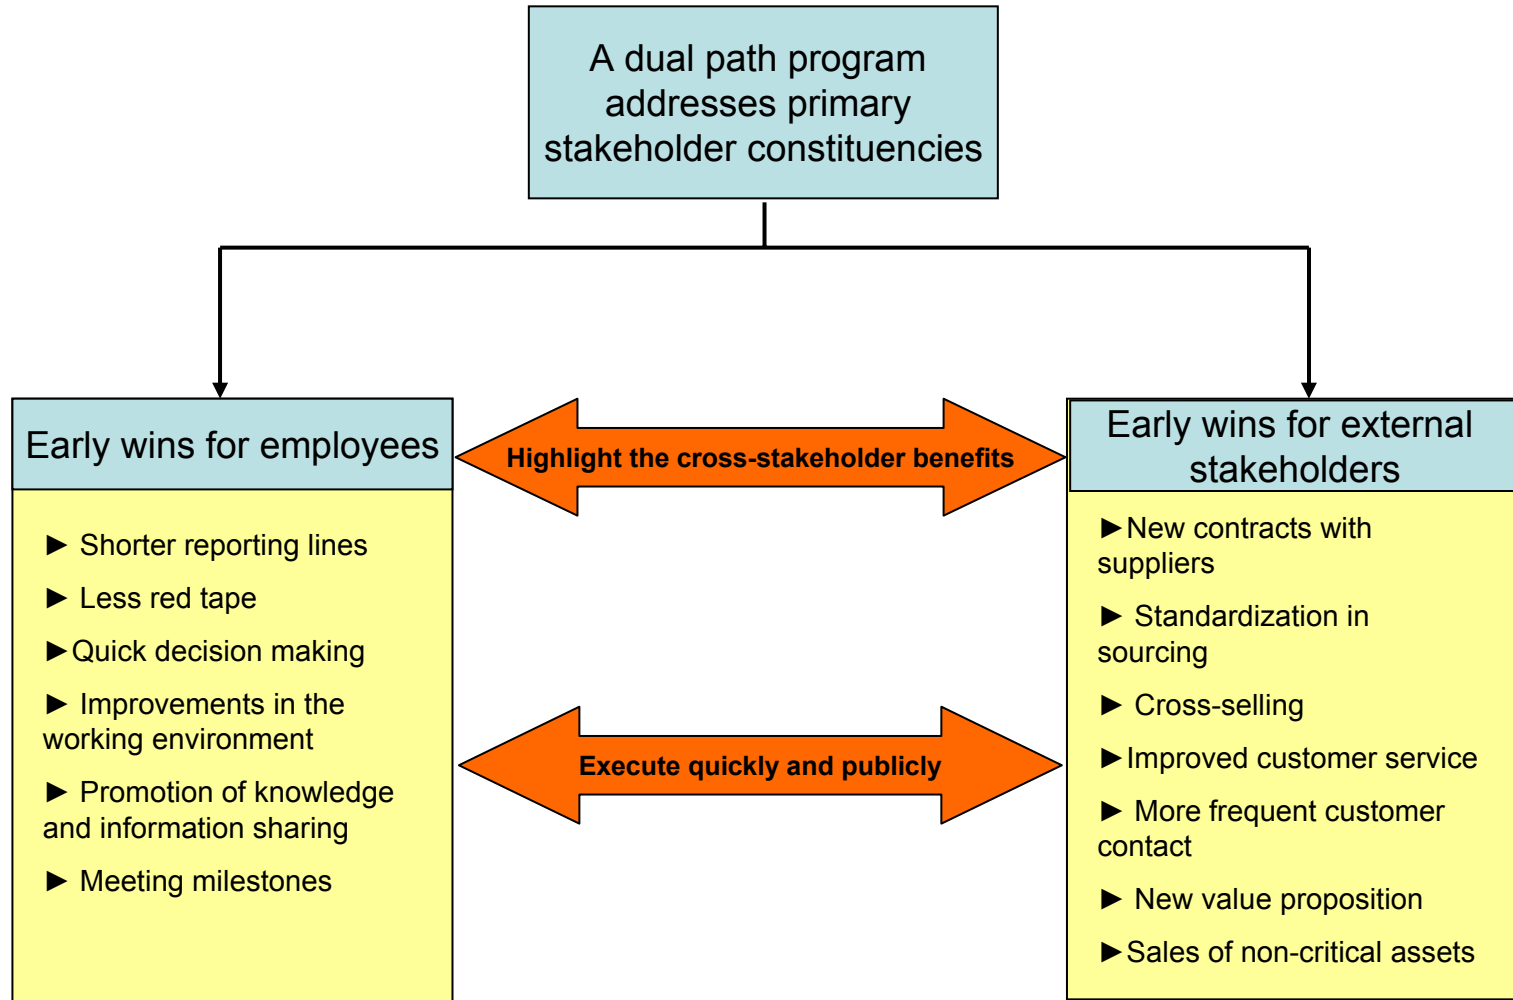 A dual path program
addresses primary
stakeholder constituencies
Early wins for employees
► Shorter reporting lines
► Less red tape
►Quick decision making
► Improvements in the
working environment
► Promotion of knowledge
and information sharing
► Meeting milestones
Highlight the cross-stakeholder benefits
Execute quickly and publicly
Early wins for external
stakeholders
►New contracts with
suppliers
► Standardization in
sourcing
► Cross-selling
►Improved customer service
► More frequent customer
contact
► New value proposition
►Sales of non-critical assets